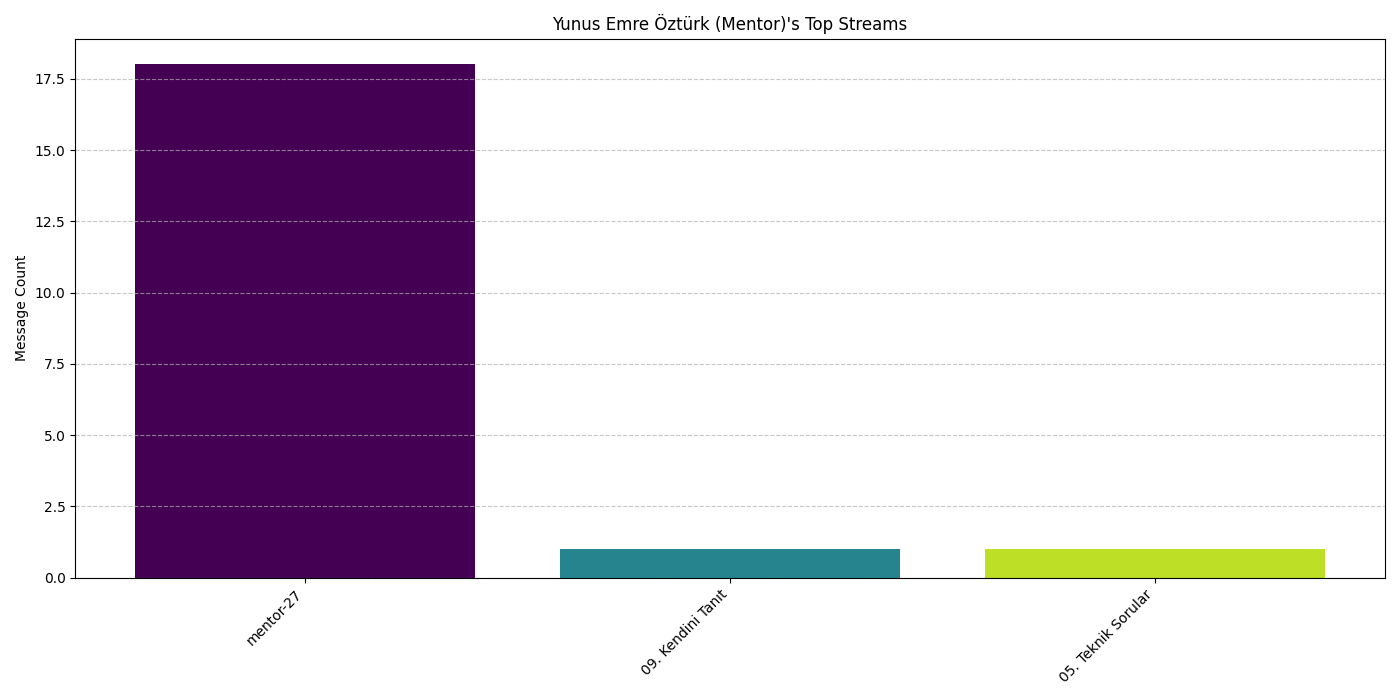 Yunus Emre Öztürk (Mentor)'s Top Streams
Message Count
17.5
15.0
12.5
10.0
7.5
5.0
2.5
0.0
mentor-27
09. Kendini Tanıt
05. Teknik Sorular